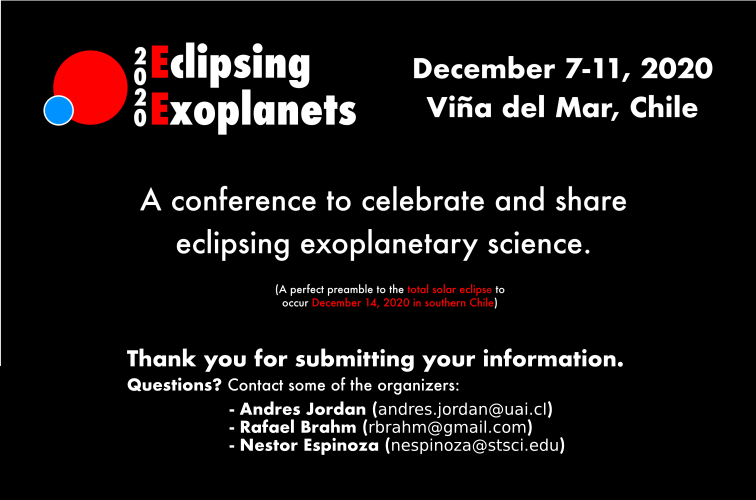 2020 Eclipsing
Exoplanets
December 7-11, 2020
Viña del Mar, Chile
A conference to celebrate and share
eclipsing exoplanetary science.
(A perfect preamble to the total solar eclipse to
occur December 14, 2020 in southern Chile)
Thank you for submitting your information.
Questions? Contact some of the organizers:
- Andres Jordan (andres.jordan@uai.cl)
- Rafael Brahm (rbrahm@gmail.com)
- Nestor Espinoza (nespinoza@stsci.edu)